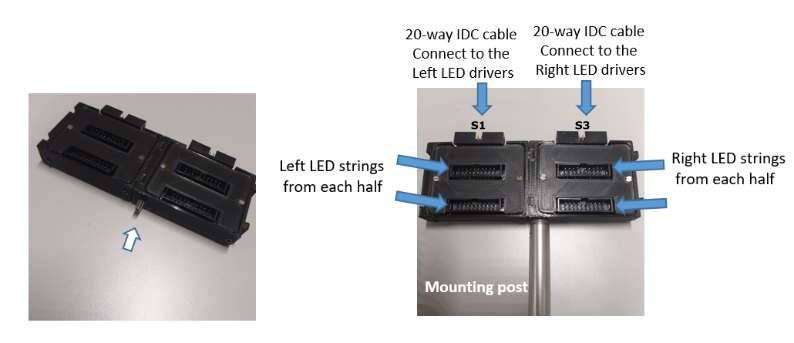 20-way IDC cable
Connect to the
Left LED drivers
20-way IDC cable
Connect to the
Right LED drivers
S1
S3
Left LED strings
from each half
Right LED strings
from each half
Mounting post